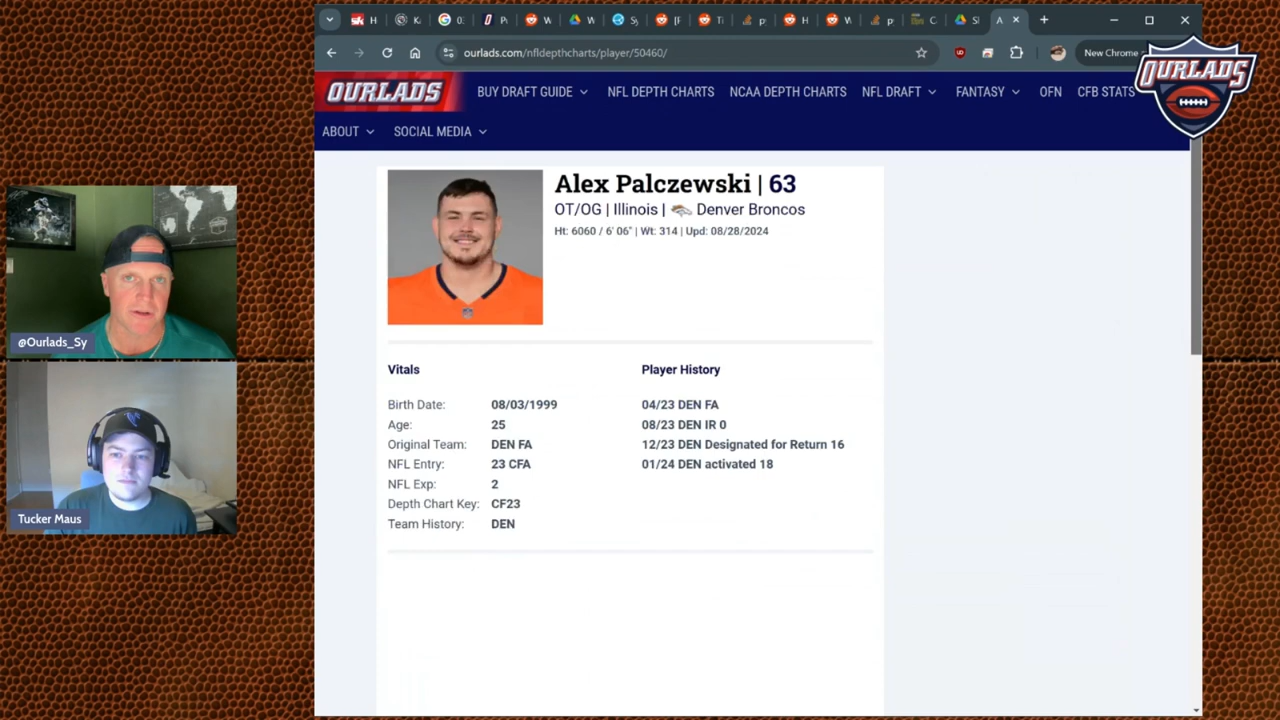 New Chrome
ourlads.com/nfldepthcharts/player/50460/
OURLADS
OURLADS
BUY DRAFT GUIDE
NFL DEPTH CHARTS
NCAA DEPTH CHARTS
NFL DRAFT
FANTASY
OFN
CFB STATS
ABOUT
SOCIAL MEDIA
Alex Palczewski | 63
OT/OG | Illinois | Denver Broncos
Ht: 6060 / 6' 06" | Wt: 314 | Upd: 08/28/2024
@Ourlads_Sy
Tucker Maus
Vitals
Birth Date: 08/03/1999
Age: 25
Original Team: DEN FA
NFL Entry: 23 CFA
NFL Exp: 2
Depth Chart Key: CF23
Team History: DEN
Player History
04/23 DEN FA
08/23 DEN IR 0
12/23 DEN Designated for Return 16
01/24 DEN activated 18